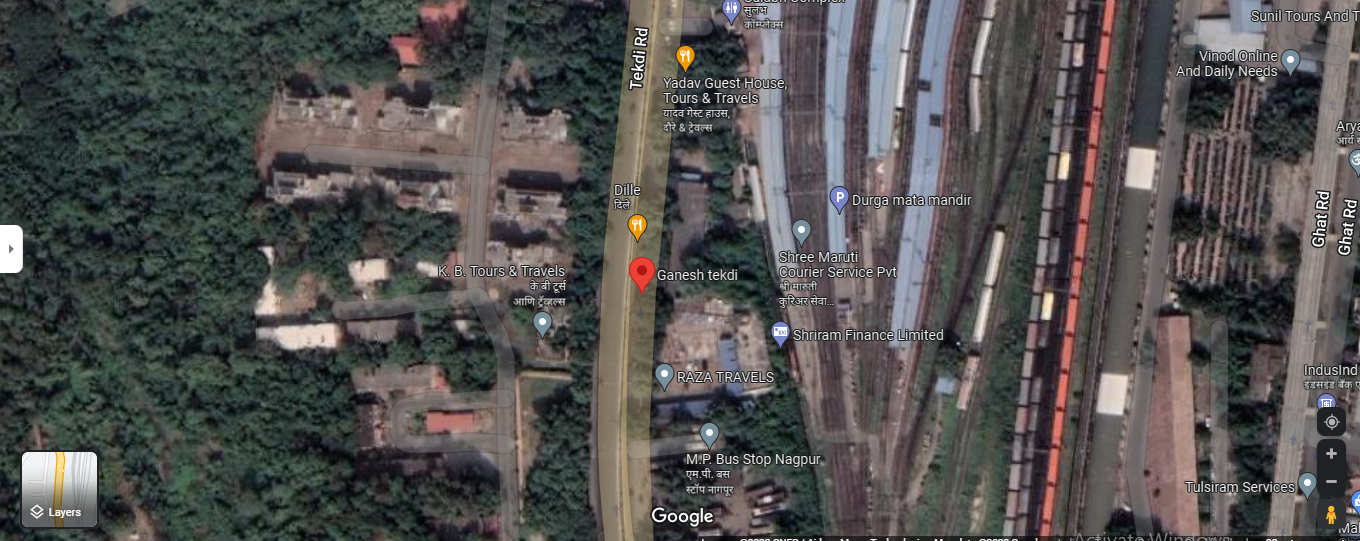 सुलभ
कॉम्प्लेक्स
Sunil Tours And T
Tekdi Rd
Vinod Online
And Daily Needs
Yadav Guest House,
Tours & Travels
यादव गेस्ट हाउस,
टौरे & ट्रेवल्स
Arya
Dille
दिले
Durga mata mandir
Ghat Rd
Ghat Rd
Shree Maruti
Courier Service Pvt
श्री मारुती
कुरिअर सेवा...
K. B. Tours & Travels
के बी टुर्स
आणि ट्रॅव्हल्स
Ganesh tekdi
Shriram Finance Limited
IndusInd
इंडसइंड बँक ए
RAZA TRAVELS
M.P. Bus Stop Nagpur
एम.पी. बस
स्टॉप नागपूर
Tulsiram Services
Layers
Google
Mal
Activate Windows